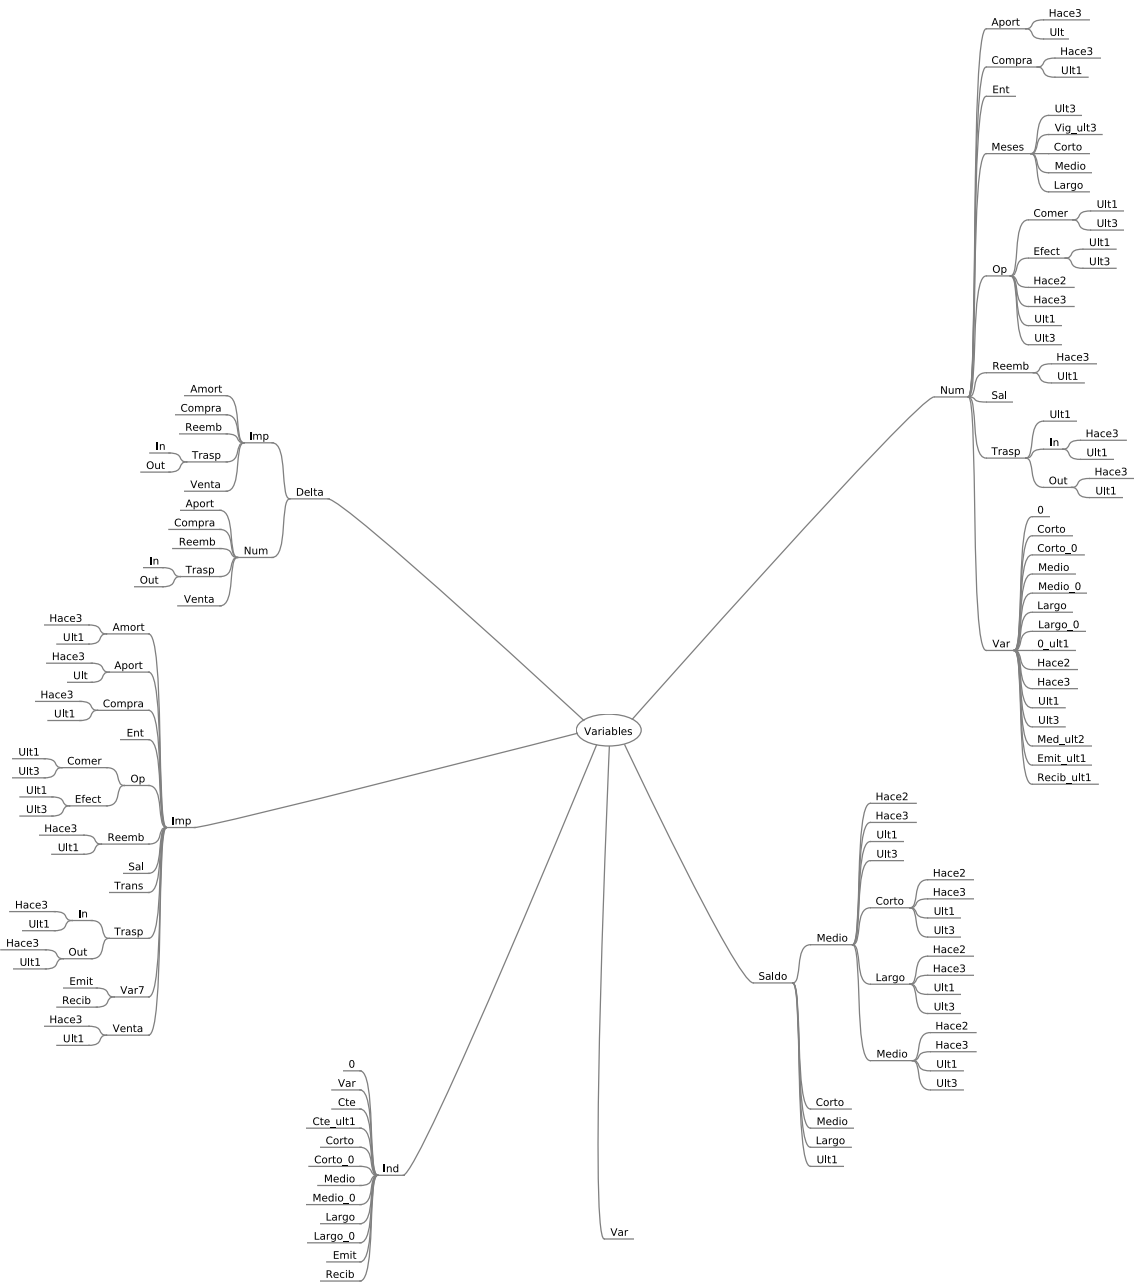 Variables
Num
Aport
Hace3
Ult
Compra
Hace3
Ult1
Ent
Meses
Ult3
Vig_ult3
Corto
Medio
Largo
Op
Comer
Ult1
Ult3
Efect
Ult1
Ult3
Hace2
Hace3
Ult1
Ult3
Reemb
Hace3
Ult1
Sal
Trasp
Ult1
In
Hace3
Ult1
Out
Hace3
Ult1
Var
0
Corto
Corto_0
Medio
Medio_0
Largo
Largo_0
0_ult1
Hace2
Hace3
Ult1
Ult3
Med_ult2
Emit_ult1
Recib_ult1
Saldo
Medio
Hace2
Hace3
Ult1
Ult3
Corto
Hace2
Hace3
Ult1
Ult3
Largo
Hace2
Hace3
Ult1
Ult3
Medio
Hace2
Hace3
Ult1
Ult3
Corto
Medio
Largo
Ult1
Var
Delta
Imp
Amort
Compra
Reemb
Trasp
In
Out
Venta
Num
Aport
Compra
Reemb
Trasp
In
Out
Venta
Imp
Amort
Hace3
Ult1
Aport
Hace3
Ult
Compra
Hace3
Ult1
Ent
Op
Comer
Ult1
Ult3
Efect
Ult1
Ult3
Reemb
Hace3
Ult1
Sal
Trans
Trasp
In
Hace3
Ult1
Out
Hace3
Ult1
Var7
Emit
Recib
Venta
Hace3
Ult1
Ind
0
Var
Cte
Cte_ult1
Corto
Corto_0
Medio
Medio_0
Largo
Largo_0
Emit
Recib